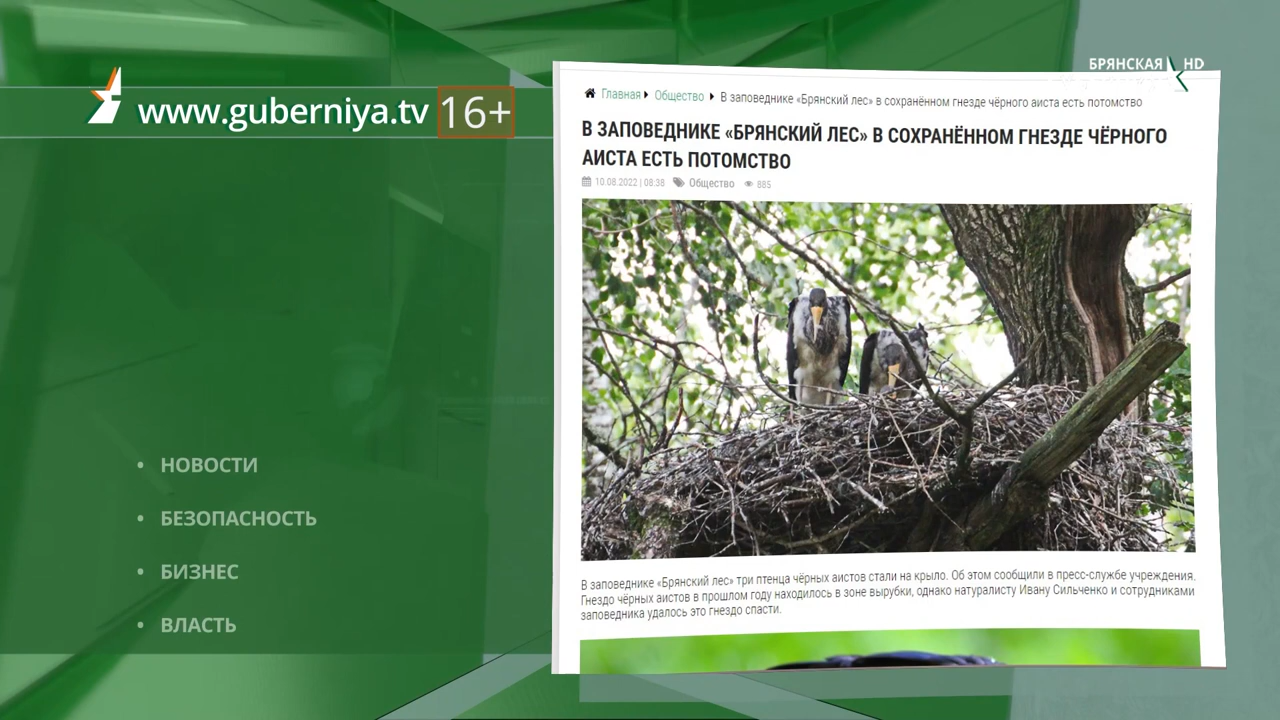 БРЯНСКАЯ HD
www.guberniya.tv 16+
Главная Общество В заповеднике «Брянский лес» в сохранённом гнезде чёрного аиста есть потомство
В ЗАПОВЕДНИКЕ «БРЯНСКИЙ ЛЕС» В СОХРАНЁННОМ ГНЕЗДЕ ЧЁРНОГО
АИСТА ЕСТЬ ПОТОМСТВО
10.08.2022 | 08:38 Общество 885
• НОВОСТИ
• БЕЗОПАСНОСТЬ
• БИЗНЕС
• ВЛАСТЬ
В заповеднике «Брянский лес» три птенца чёрных аистов стали на крыло. Об этом сообщили в пресс-службе учреждения.
Гнездо чёрных аистов в прошлом году находилось в зоне вырубки, однако натуралисту Ивану Сильченко и сотрудниками
заповедника удалось это гнездо спасти.